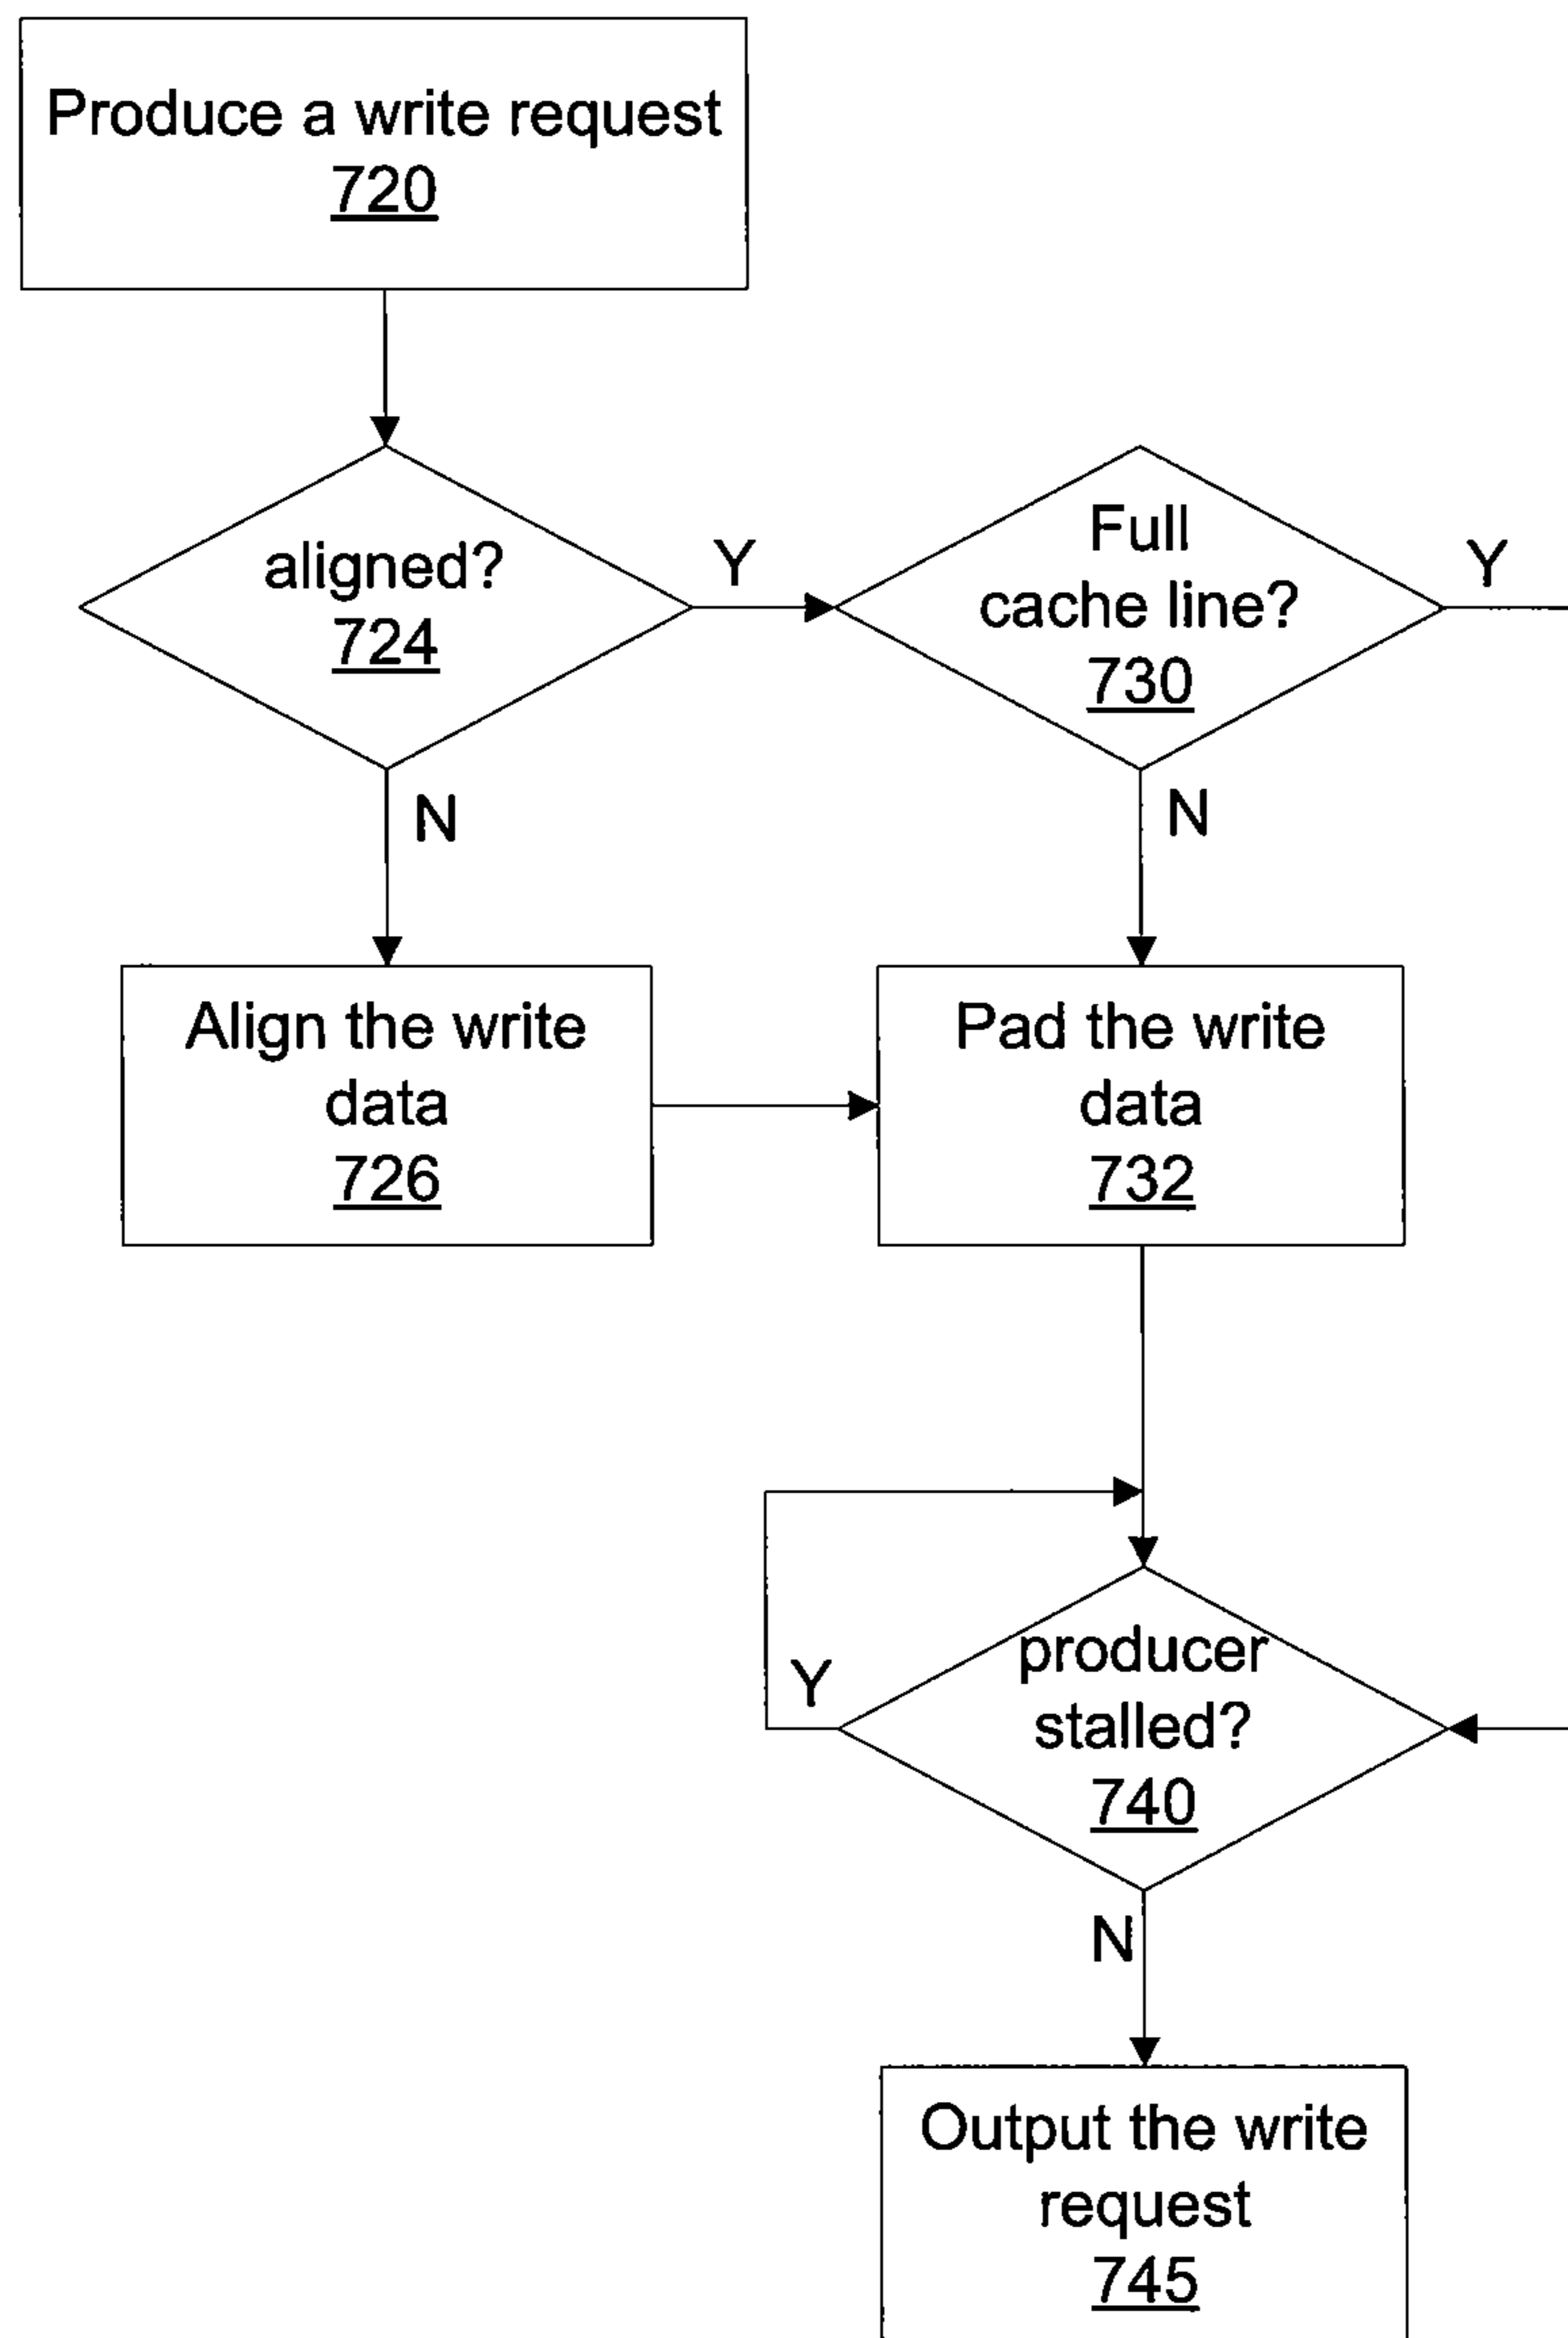 Produce a write request
720
aligned?
724
Y
Full
cache line?
730
Y
N
N
Align the write
data
726
Pad the write
data
732
producer
stalled?
740
Y
N
Output the write
request
745